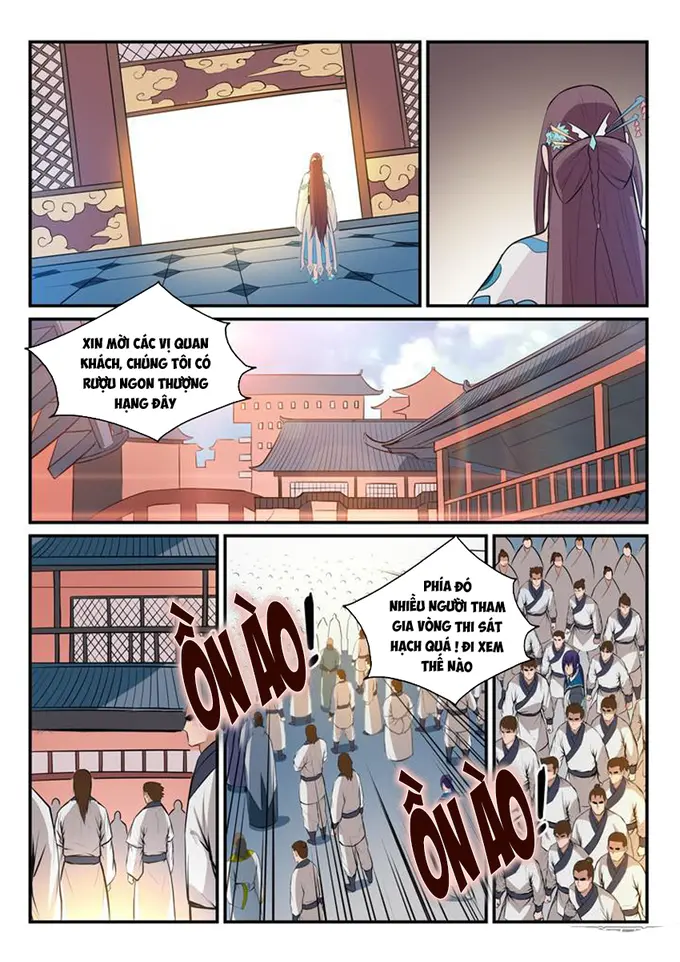 XIN MỜI CÁC VỊ QUAN
KHÁCH, CHÚNG TÔI CÓ
RƯỢU NGON THƯỢNG
HẠNG ĐÂY
PHÍA ĐÓ
NHIỀU NGƯỜI THAM
GIA VÒNG THI SÁT
HẠCH QUÁ ! ĐI XEM
THẾ NÀO
ỒN ÀO!
ỒN ÀO!